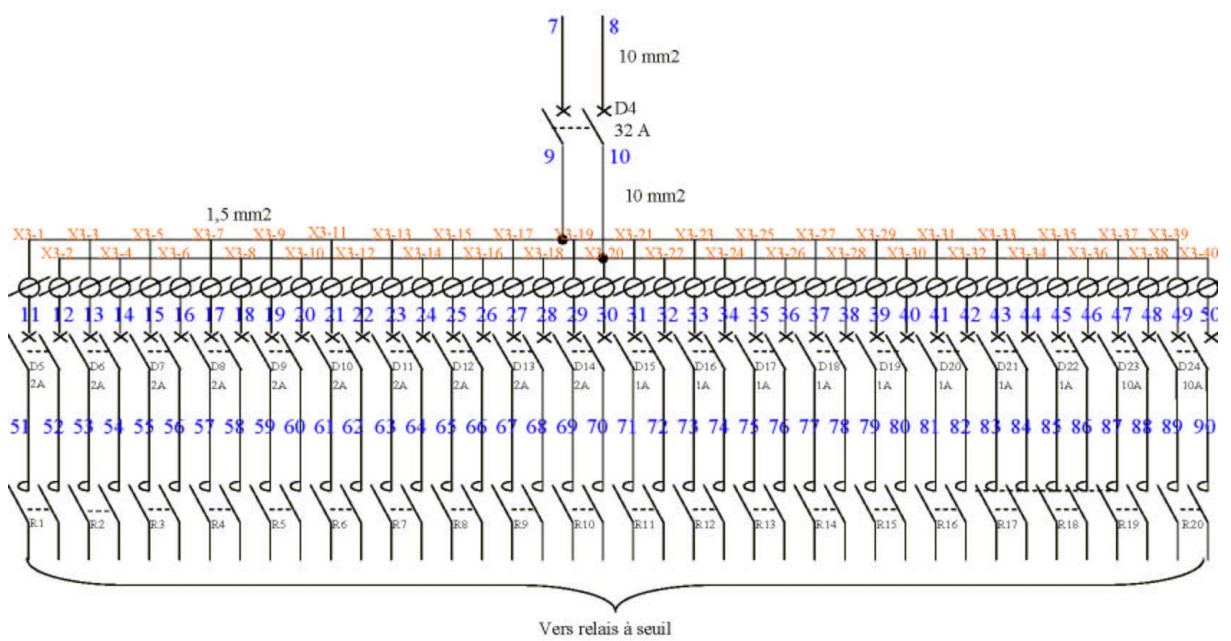 7 8
10 mm2
D4
32 A
9 10
10 mm2
1,5 mm2
X3-1 X3-3 X3-5 X3-7 X3-9 X3-11 X3-13 X3-15 X3-17 X3-19 X3-21 X3-23 X3-25 X3-27 X3-29 X3-31 X3-33 X3-35 X3-37 X3-39
X3-2 X3-4 X3-6 X3-8 X3-10 X3-12 X3-14 X3-16 X3-18 X3-20 X3-22 X3-24 X3-26 X3-28 X3-30 X3-32 X3-34 X3-36 X3-38 X3-40
11 12 13 14 15 16 17 18 19 20 21 22 23 24 25 26 27 28 29 30 31 32 33 34 35 36 37 38 39 40 41 42 43 44 45 46 47 48 49 50
D5 D6 D7 D8 D9 D10 D11 D12 D13 D14 D15 D16 D17 D18 D19 D20 D21 D22 D23 D24
2A 2A 2A 2A 2A 2A 2A 2A 2A 2A 1A 1A 1A 1A 1A 1A 1A 1A 10A 10A
51 52 53 54 55 56 57 58 59 60 61 62 63 64 65 66 67 68 69 70 71 72 73 74 75 76 77 78 79 80 81 82 83 84 85 86 87 88 89 90
R1 R2 R3 R4 R5 R6 R7 R8 R9 R10 R11 R12 R13 R14 R15 R16 R17 R18 R19 R20
Vers relais à seuil